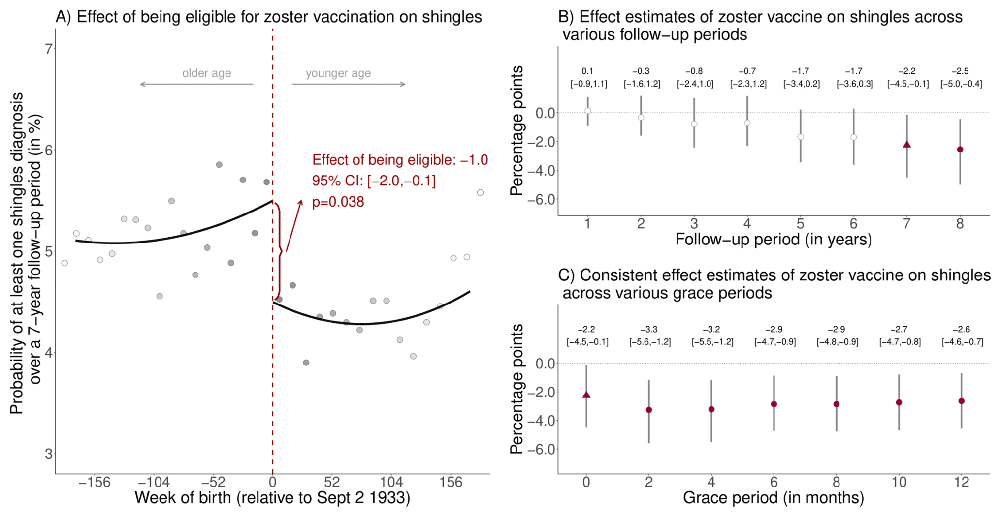 A) Effect of being eligible for zoster vaccination on shingles
Probability of at least one shingles diagnosis
over a 7−year follow−up period (in %)
7
6
5
4
3
older age
younger age
Effect of being eligible: −1.0
95% CI: [−2.0,−0.1]
p=0.038
−156 −104 −52 0 52 104 156
Week of birth (relative to Sept 2 1933)
B) Effect estimates of zoster vaccine on shingles across
various follow−up periods
Percentage points
0.1 −0.3 −0.8 −0.7 −1.7 −1.7 −2.2 −2.5
[−0.9,1.1] [−1.6,1.2] [−2.4,1.0] [−2.3,1.2] [−3.4,0.2] [−3.6,0.3] [−4.5,−0.1] [−5.0,−0.4]
0.0
−2.0
−4.0
−6.0
1 2 3 4 5 6 7 8
Follow−up period (in years)
C) Consistent effect estimates of zoster vaccine on shingles
across various grace periods
Percentage points
−2.2 −3.3 −3.2 −2.9 −2.9 −2.7 −2.6
[−4.5,−0.1] [−5.6,−1.2] [−5.5,−1.2] [−4.7,−0.9] [−4.8,−0.9] [−4.7,−0.8] [−4.6,−0.7]
0.0
−2.0
−4.0
−6.0
0 2 4 6 8 10 12
Grace period (in months)